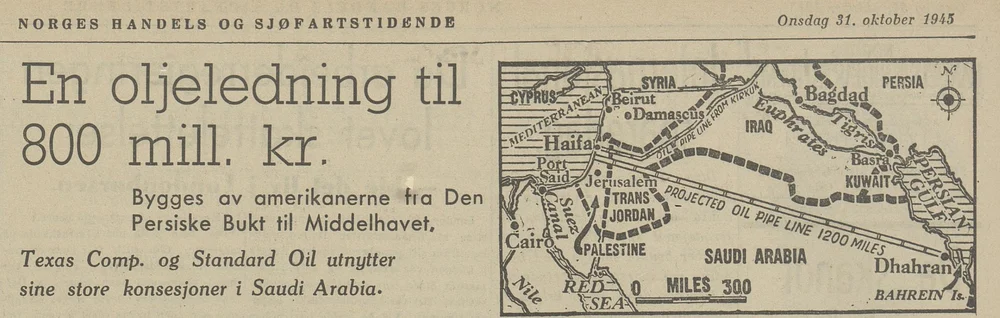 NORGES HANDELS OG SJØFARTSTIDENDE
Onsdag 31. oktober 1945
En oljeledning til
800 mill. kr.
Bygges av amerikanerne fra Den
Persiske Bukt til Middelhavet.
Texas Comp. og Standard Oil utnytter
sine store konsesjoner i Saudi Arabia.
N
CYPRUS
SYRIA
PERSIA
MEDITERRANEAN
Beirut
Damascus
Bagdad
OIL PIPE LINE FROM KIRKUK
IRAQ
Euphrates
Tigris
Haifa
Basra
Port
Said
Jerusalem
KUWAIT
PERSIAN
GULF
TRANS
JORDAN
PROJECTED OIL PIPE LINE 1200 MILES
Suez
Canal
Cairo
PALESTINE
SAUDI ARABIA
Dhahran
Nile
RED
SEA
0 MILES 300
BAHREIN Is.